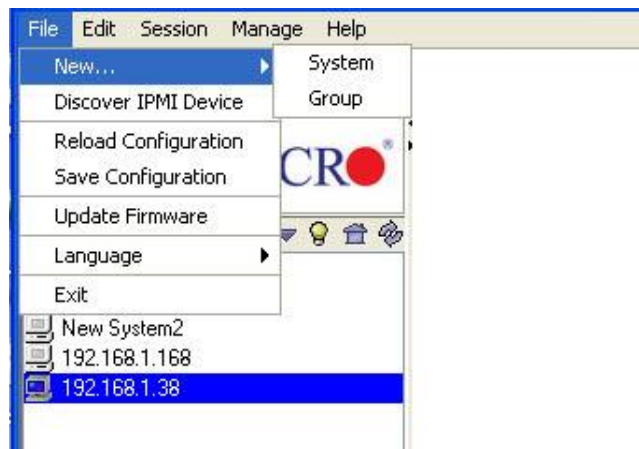 File Edit Session Manage Help
New... System
Discover IPMI Device Group
Reload Configuration
Save Configuration
CRO®
Update Firmware
Language
Exit
New System2
192.168.1.168
192.168.1.38